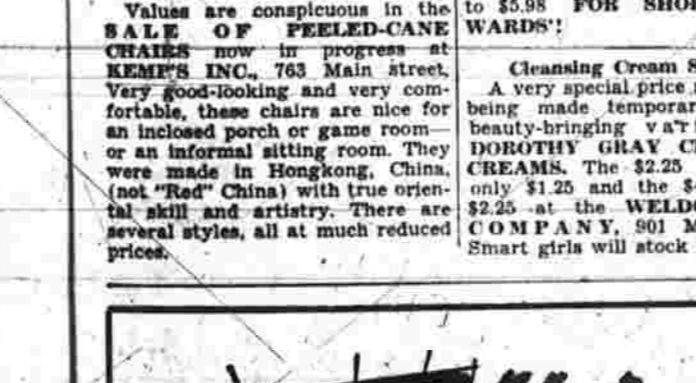 Values are conspicuous in the
SALE OF PEELED-CANE
CHAIRS now in progress at
KEMP'S INC., 763 Main street.
Very good-looking and very com-
fortable, these chairs are nice for
an inclosed porch or game room—
or an informal sitting room. They
were made in Hongkong, China,
(not "Red" China) with true orien-
tal skill and artistry. There are
several styles, all at much reduced
prices.
to $5.98 FOR
WARDS'!
Cleansing Cream
A very special price
being made
beauty-bringing
DOROTHY GRAY
CREAMS. The $2.25
only $1.25 and the
$2.25 at the
COMPANY, 901
Smart girls will stock